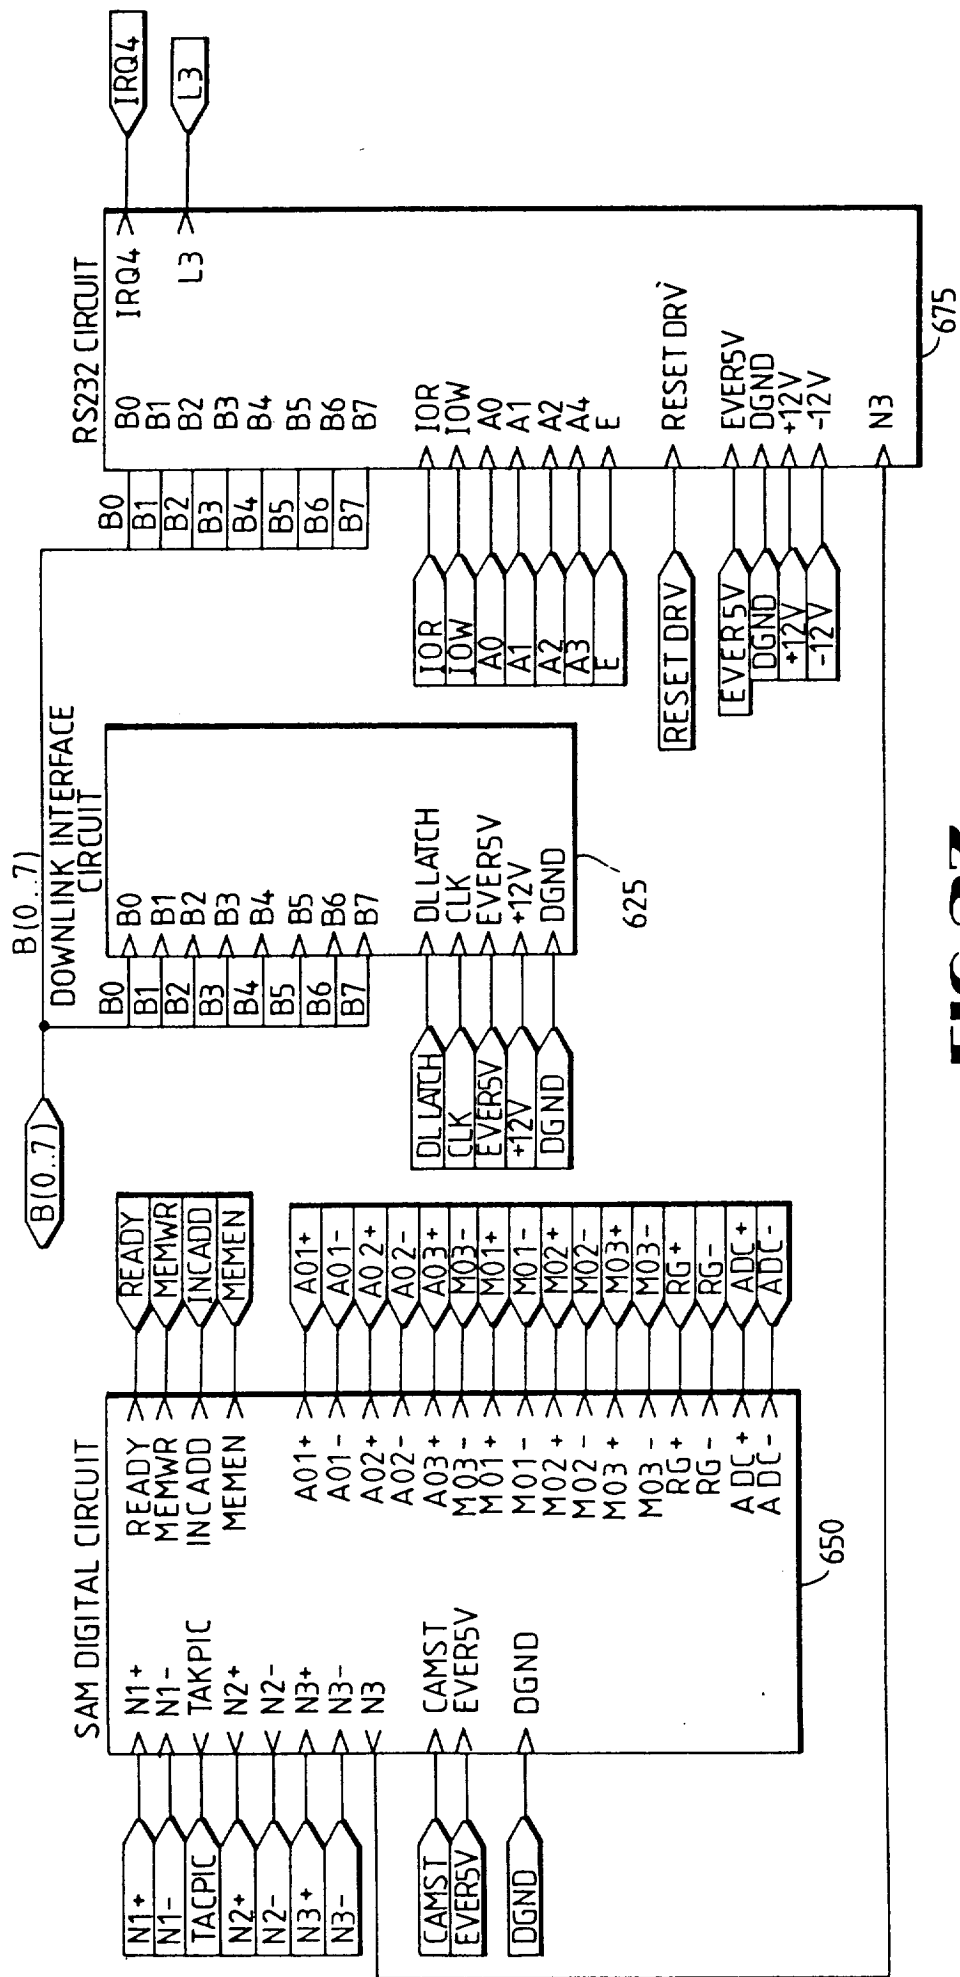 SAM DIGITAL CIRCUIT
N1+
N1-
TACPIC
N2+
N2-
N3+
N3-
CAMST
EVER5V
DGND
N1+
N1-
TAKPIC
N2+
N2-
N3+
N3-
N3
CAMST
EVER5V
DGND
READY
MEMWR
INCADD
MEMEN
A01+
A01-
A02+
A02-
A03+
M03-
M01+
M01-
M02+
M02-
M03+
M03-
RG+
RG-
ADC+
ADC-
READY
MEMWR
INCADD
MEMEN
A01+
A01-
A02+
A02-
A03+
M03-
M01+
M01-
M02+
M02-
M03+
M03-
RG+
RG-
ADC+
ADC-
650
B(0..7)
B(0..7)
DOWNLINK INTERFACE
CIRCUIT
B0
B1
B2
B3
B4
B5
B6
B7
DLLATCH
CLK
EVER5V
+12V
DGND
B0
B1
B2
B3
B4
B5
B6
B7
DLLATCH
CLK
EVER5V
+12V
DGND
625
RS232 CIRCUIT
B0
B1
B2
B3
B4
B5
B6
B7
IOR
IOW
A0
A1
A2
A3
E
RESET DRV
EVER5V
DGND
+12V
-12V
B0
B1
B2
B3
B4
B5
B6
B7
IOR
IOW
A0
A1
A2
A4
E
RESET DRV
EVER5V
DGND
+12V
-12V
N3
IRQ4
L3
IRQ4
L3
675